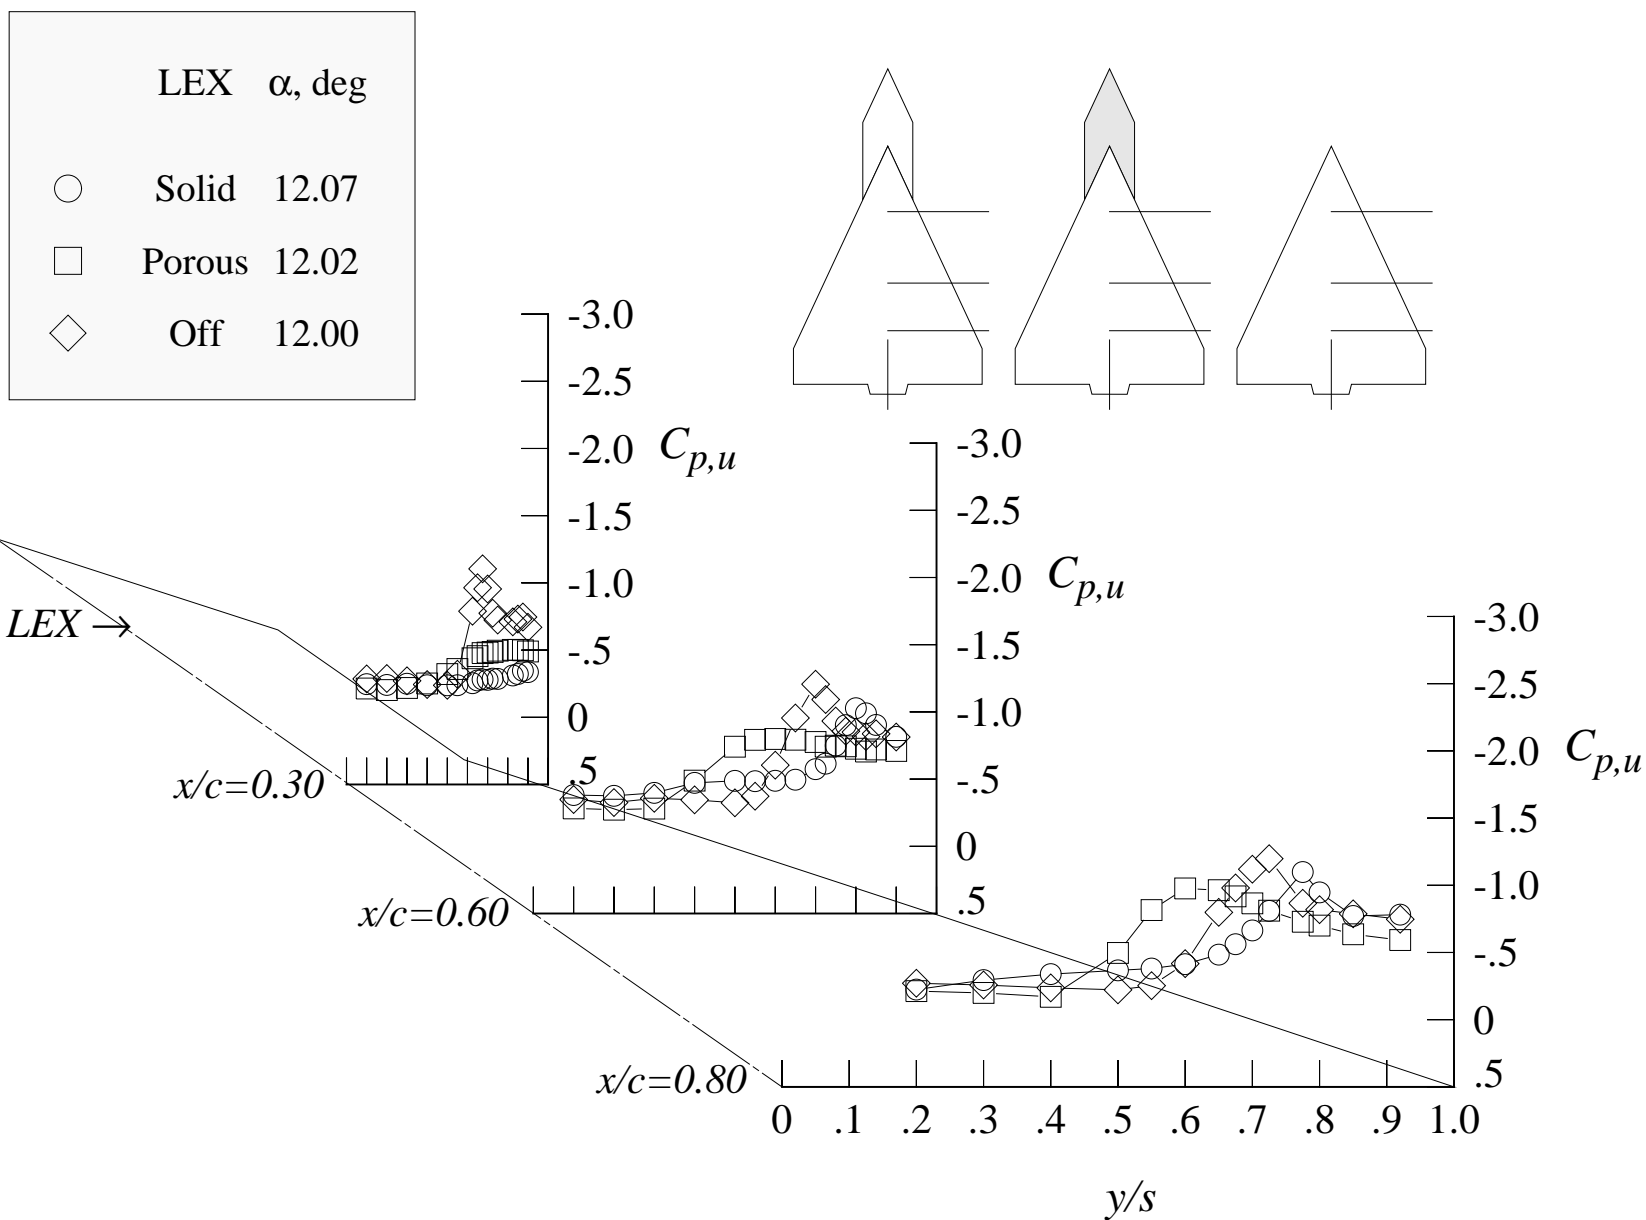 LEX α, deg
Solid 12.07
Porous 12.02
Off 12.00
-3.0
-2.5
-2.0
-1.5
-1.0
-.5
0
.5
Cp,u
LEX →
x/c=0.30
-3.0
-2.5
-2.0
-1.5
-1.0
-.5
0
.5
Cp,u
x/c=0.60
-3.0
-2.5
-2.0
-1.5
-1.0
-.5
0
.5
Cp,u
x/c=0.80
0 .1 .2 .3 .4 .5 .6 .7 .8 .9 1.0
y/s